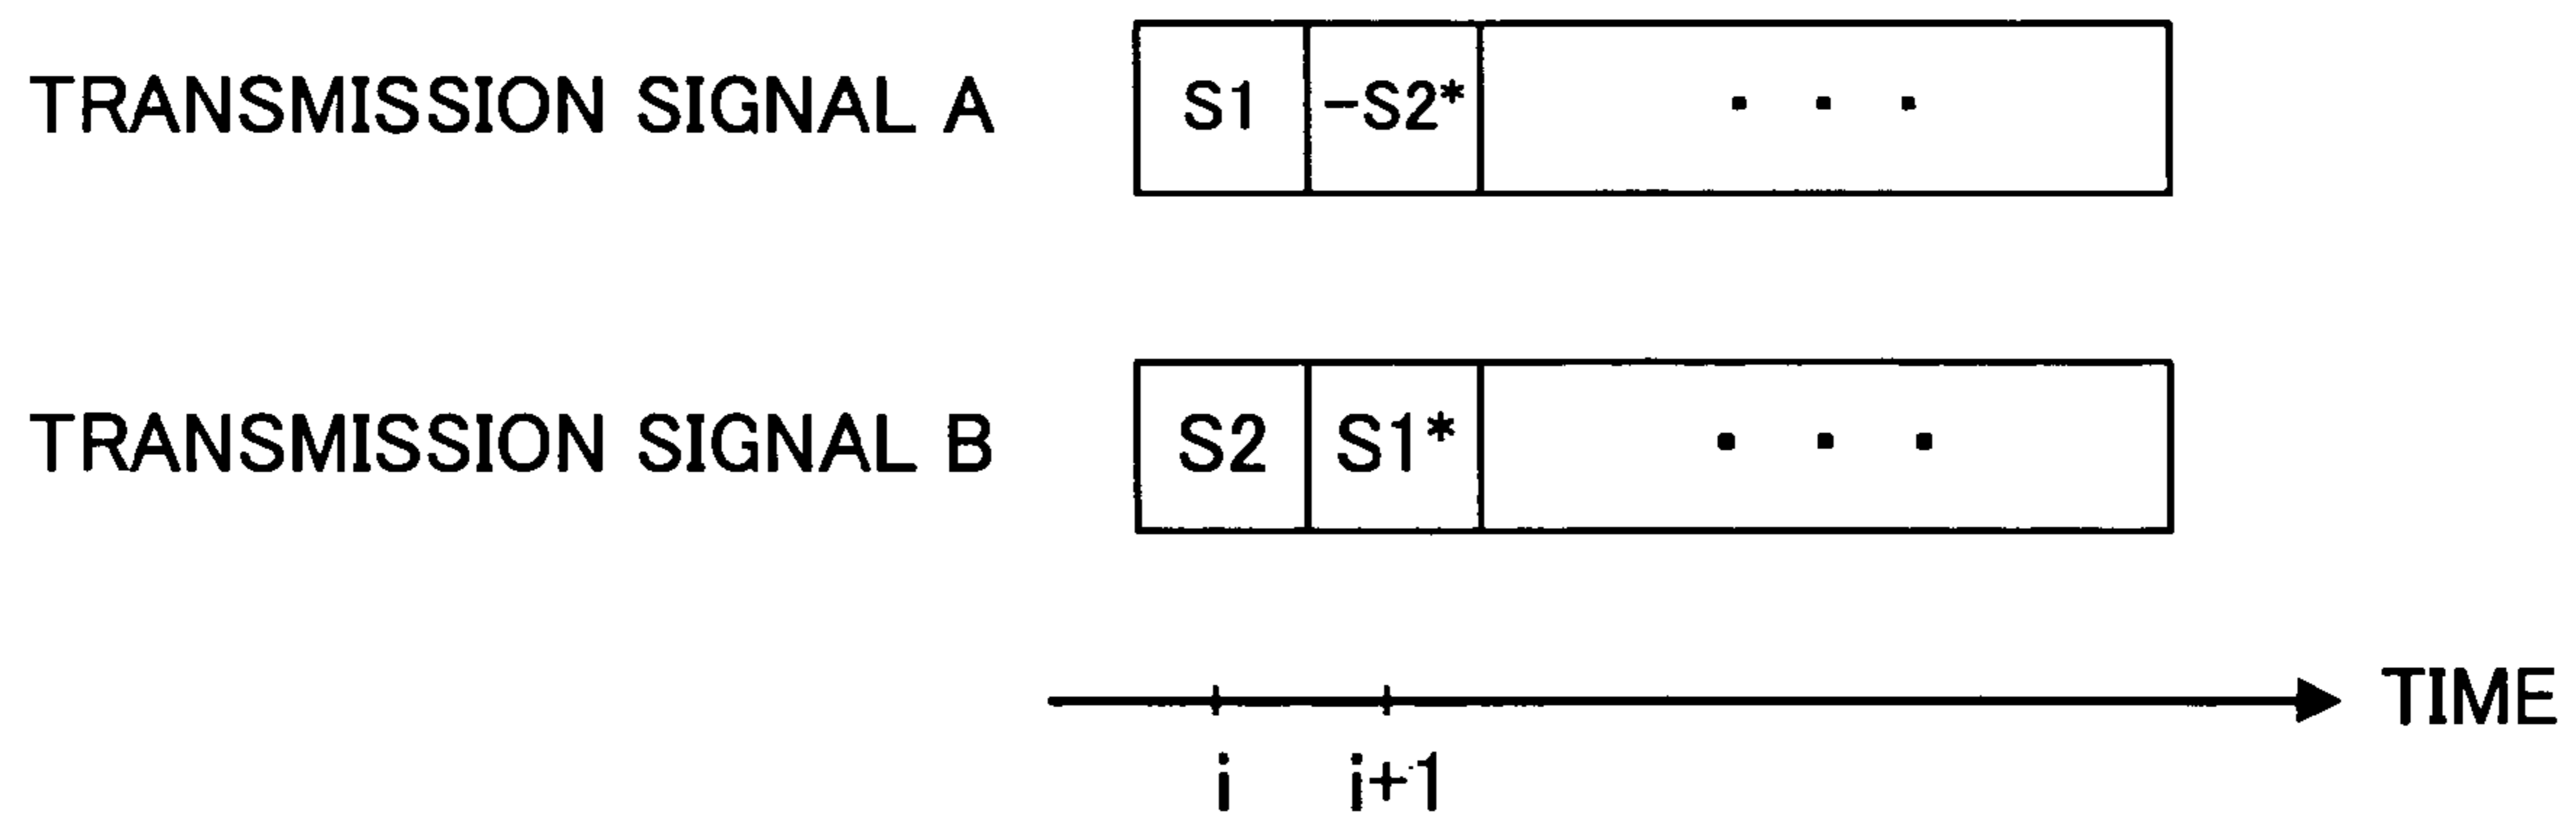 TRANSMISSION SIGNAL A S1 -S2* ...
TRANSMISSION SIGNAL B S2 S1* ...
TIME
i i+1